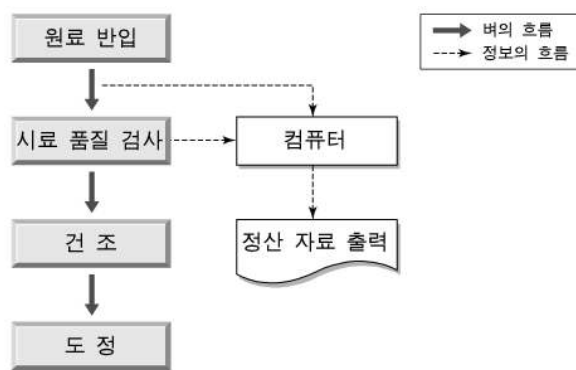 원료 반입
벼의 흐름
정보의 흐름
시료 품질 검사
컴퓨터
건 조
정산 자료 출력
도 정